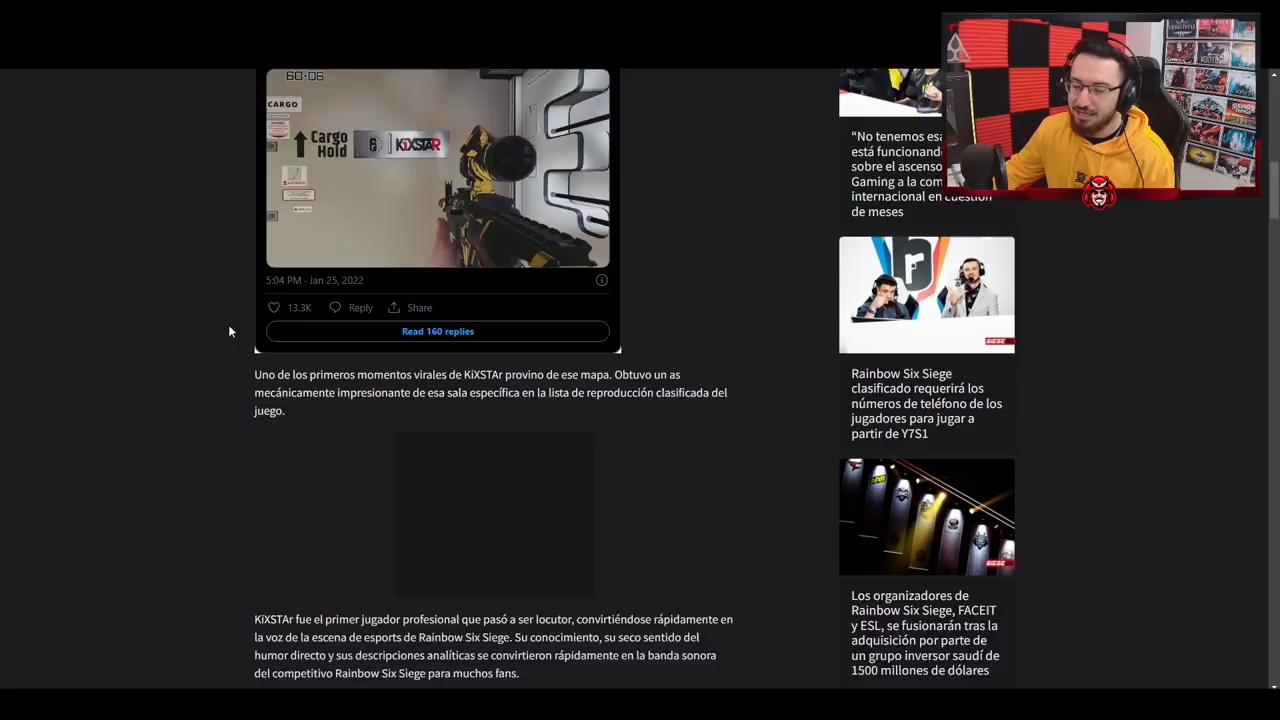 60:06
CARGO
Cargo
Hold
KiXSTAR
5:04 PM · Jan 25, 2022
13.3K
Reply
Share
Read 160 replies
Uno de los primeros momentos virales de KiXSTAr provino de ese mapa. Obtuvo un as
mecánicamente impresionante de esa sala específica en la lista de reproducción clasificada del
juego.
KiXSTAr fue el primer jugador profesional que pasó a ser locutor, convirtiéndose rápidamente en
la voz de la escena de esports de Rainbow Six Siege. Su conocimiento, su seco sentido del
humor directo y sus descripciones analíticas se convirtieron rápidamente en la banda sonora
del competitivo Rainbow Six Siege para muchos fans.
“No tenemos esa
está funcionando
sobre el ascenso
Gaming a la com
internacional en cuestión
de meses
SIEGE
Rainbow Six Siege
clasificado requerirá los
números de teléfono de los
jugadores para jugar a
partir de Y7S1
SIEGE
Los organizadores de
Rainbow Six Siege, FACEIT
y ESL, se fusionarán tras la
adquisición por parte de
un grupo inversor saudí de
1500 millones de dólares